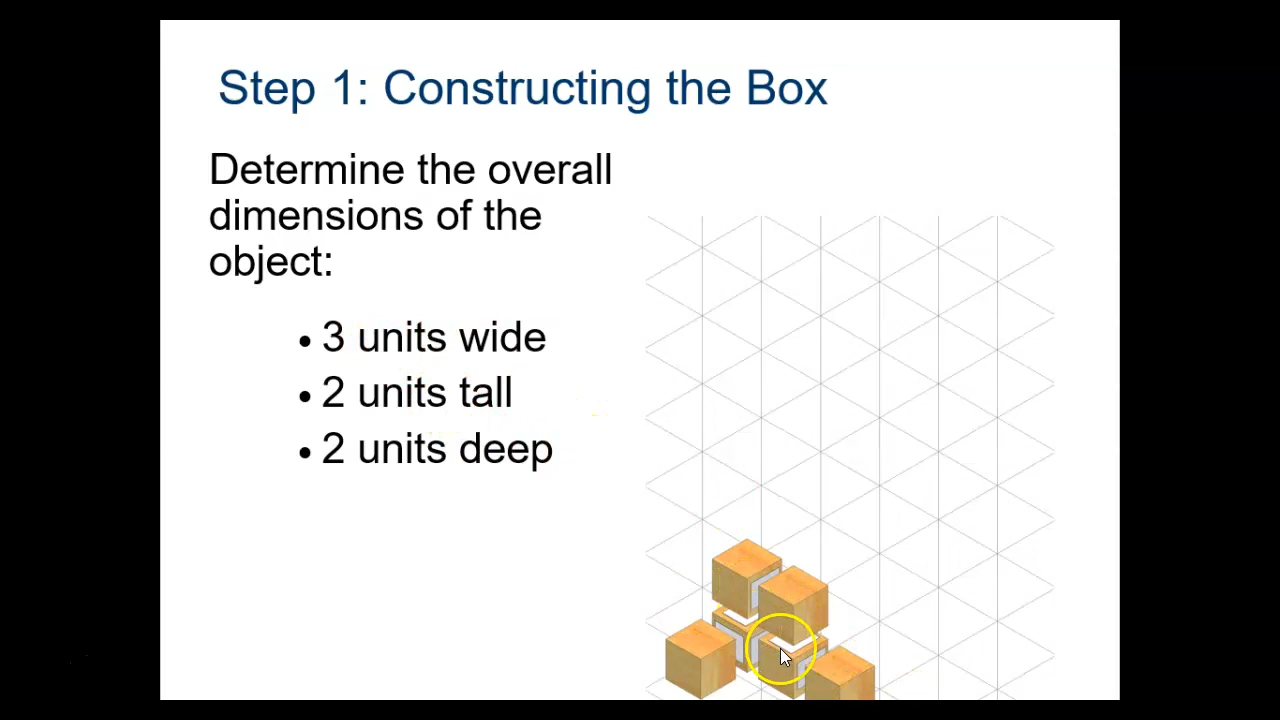 Step 1: Constructing the Box
Determine the overall
dimensions of the
object:
• 3 units wide
• 2 units tall
• 2 units deep